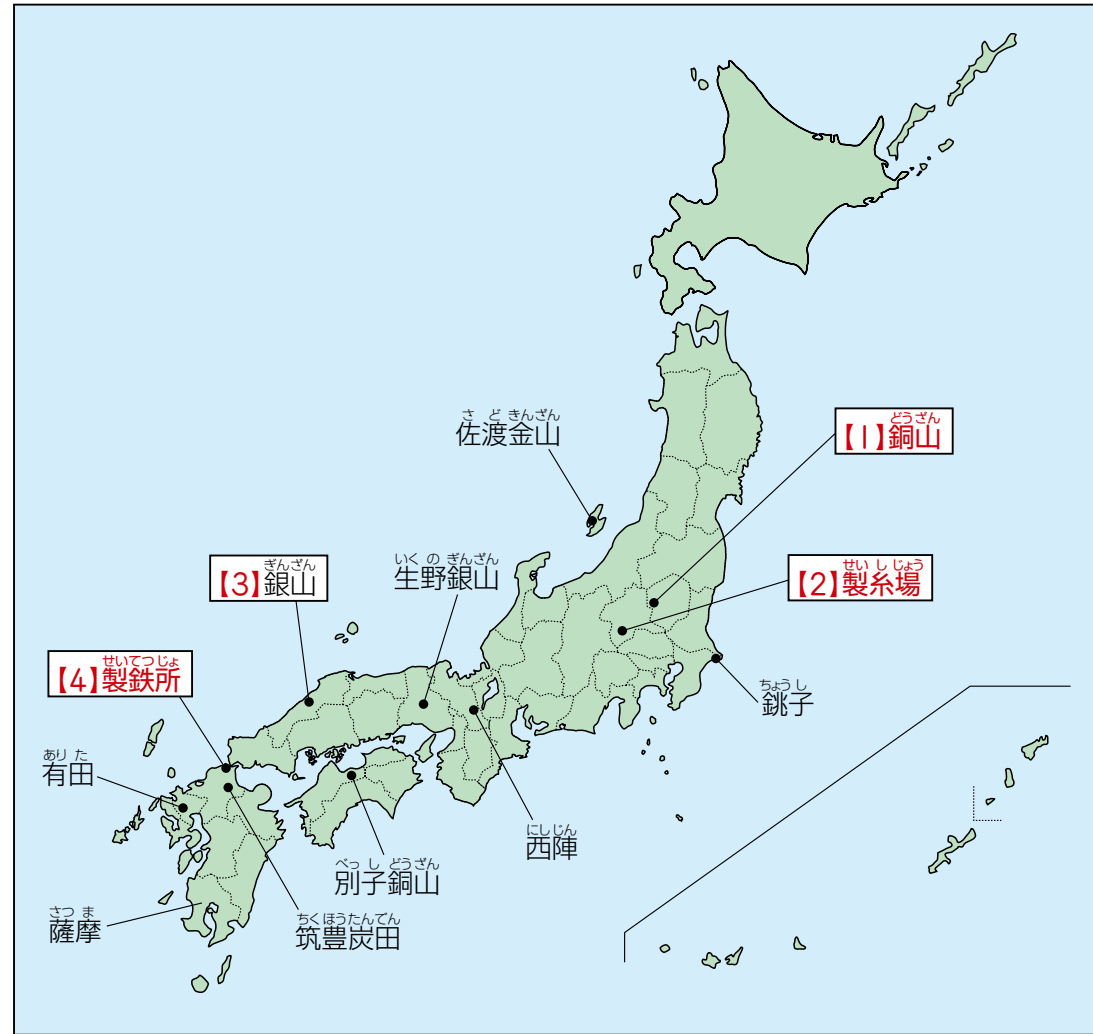 さどきんざん
佐渡金山
どうざん
【1】銅山
いくのぎんざん
生野銀山
せいしじょう
【2】製糸場
ぎんざん
【3】銀山
せいてつじょ
【4】製鉄所
ちょうし
銚子
ありた
有田
にしじん
西陣
べっしどうざん
別子銅山
さつま
薩摩
ちくほうたんでん
筑豊炭田